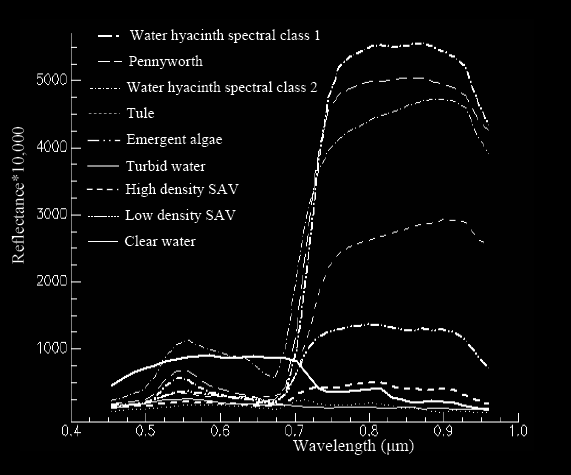 Water hyacinth spectral class 1
Pennyworth
Water hyacinth spectral class 2
Tule
Emergent algae
Turbid water
High density SAV
Low density SAV
Clear water
Reflectance*10,000
5000
4000
3000
2000
1000
0.4 0.5 0.6 0.7 0.8 0.9 1.0
Wavelength (μm)